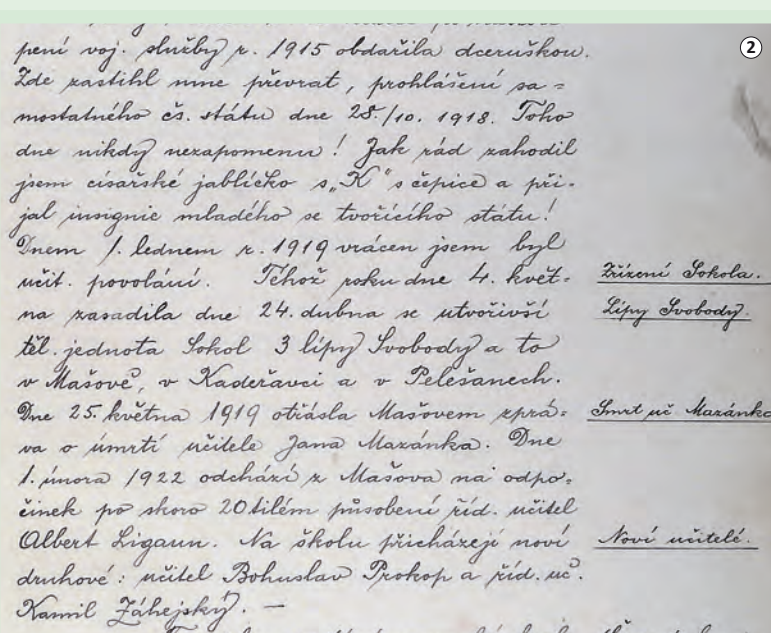 2
pení voj. služby r. 1915 obdařila dceruškou.
Zde zastihl mne převrat, prohlášení sa=
mostatného čs. státu dne 28./10. 1918. Toho
dne nikdy nezapomenu! Jak rád zahodil
jsem císařské jablíčko s „K" s čepice a při-
jal insignie mladého se tvořícího státu!
Dnem 1. lednem r. 1919 vrácen jsem byl
učit. povolání. Téhož roku dne 4. květ-
Zřízení Sokola.
na zasadila dne 24. dubna se utvořivší
Lípy Svobody.
těl. jednota Sokol 3 lípy Svobody a to
v Mašově, v Kadeřavci a v Pelešanech.
Dne 25. května 1919 otřásla Mašovem zprá=
Smrt uč Mazánka
va o úmrtí učitele Jana Mazánka. Dne
1. února 1922 odchází z Mašova na odpo-
činek po skoro 20tilém působení říd. učitel
Albert Ligaun. Na školu přicházejí noví
Noví učitelé.
druhové: učitel Bohuslav Prokop a říd. uč.
Kamil Záhejský. —